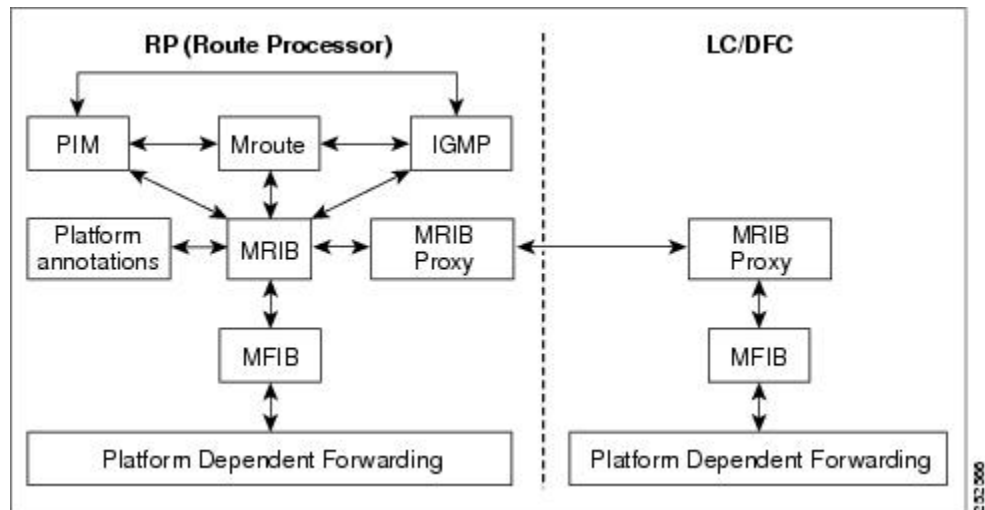 RP (Route Processor)
LC/DFC
PIM
Mroute
IGMP
Platform
annotations
MRIB
MRIB
Proxy
MRIB
Proxy
MFIB
MFIB
Platform Dependent Forwarding
Platform Dependent Forwarding
252566